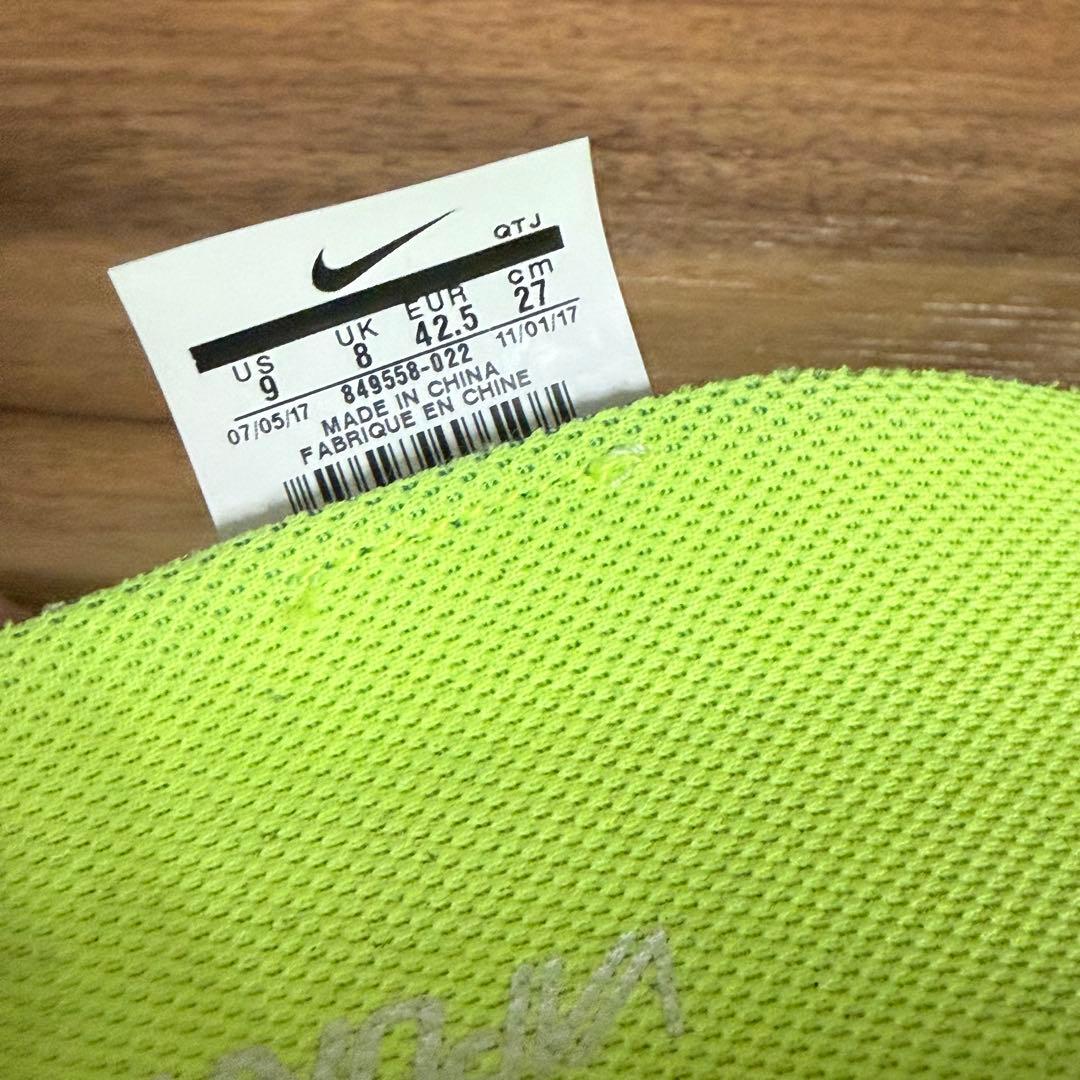 QTJ
US UK EUR cm
9 8 42.5 27
07/05/17 849558-022 11/01/17
MADE IN CHINA
FABRIQUE EN CHINE